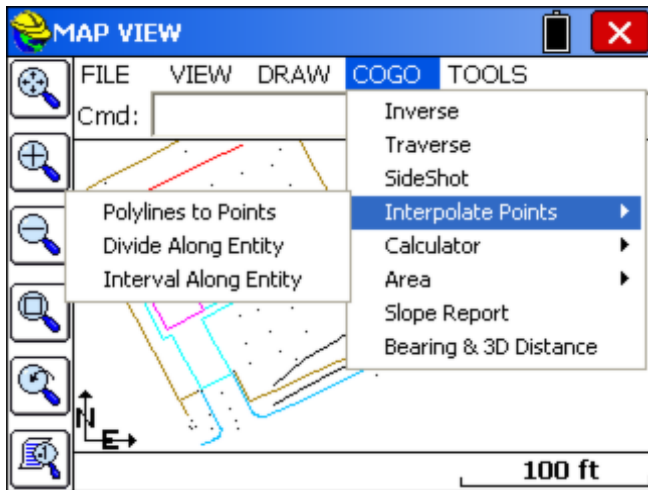 MAP VIEW
FILE VIEW DRAW COGO TOOLS
Cmd:
Inverse
Traverse
SideShot
Interpolate Points
Calculator
Area
Slope Report
Bearing & 3D Distance
Polylines to Points
Divide Along Entity
Interval Along Entity
N
E
100 ft